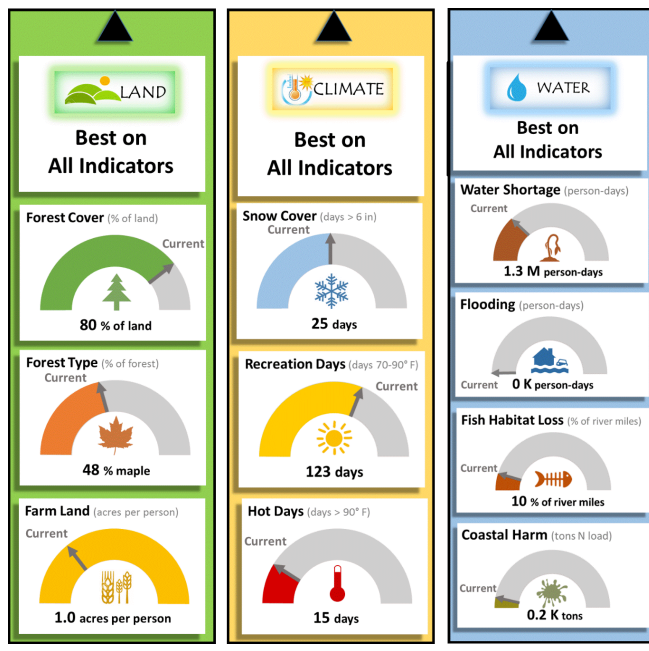 LAND
Best on
All Indicators
Forest Cover (% of land)
Current
80 % of land
Forest Type (% of forest)
Current
48 % maple
Farm Land (acres per person)
Current
1.0 acres per person
CLIMATE
Best on
All Indicators
Snow Cover (days > 6 in)
Current
25 days
Recreation Days (days 70-90° F)
Current
123 days
Hot Days (days > 90° F)
Current
15 days
WATER
Best on
All Indicators
Water Shortage (person-days)
Current
1.3 M person-days
Flooding (person-days)
Current
0 K person-days
Fish Habitat Loss (% of river miles)
Current
10 % of river miles
Coastal Harm (tons N load)
Current
0.2 K tons